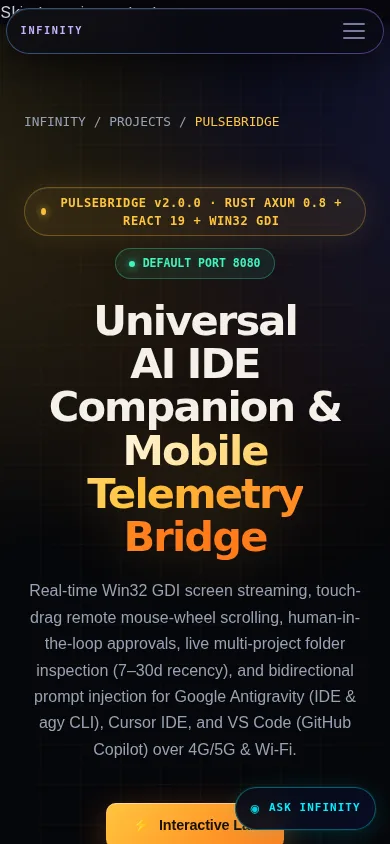 INFINITY
INFINITY / PROJECTS / PULSEBRIDGE
PULSEBRIDGE v2.0.0 · RUST AXUM 0.8 +
REACT 19 + WIN32 GDI
DEFAULT PORT 8080
Universal
AI IDE
Companion &
Mobile
Telemetry
Bridge
Real-time Win32 GDI screen streaming, touch-
drag remote mouse-wheel scrolling, human-in-
the-loop approvals, live multi-project folder
inspection (7–30d recency), and bidirectional
prompt injection for Google Antigravity (IDE &
agy CLI), Cursor IDE, and VS Code (GitHub
Copilot) over 4G/5G & Wi-Fi.
⚡ Interactive
◉ ASK INFINITY